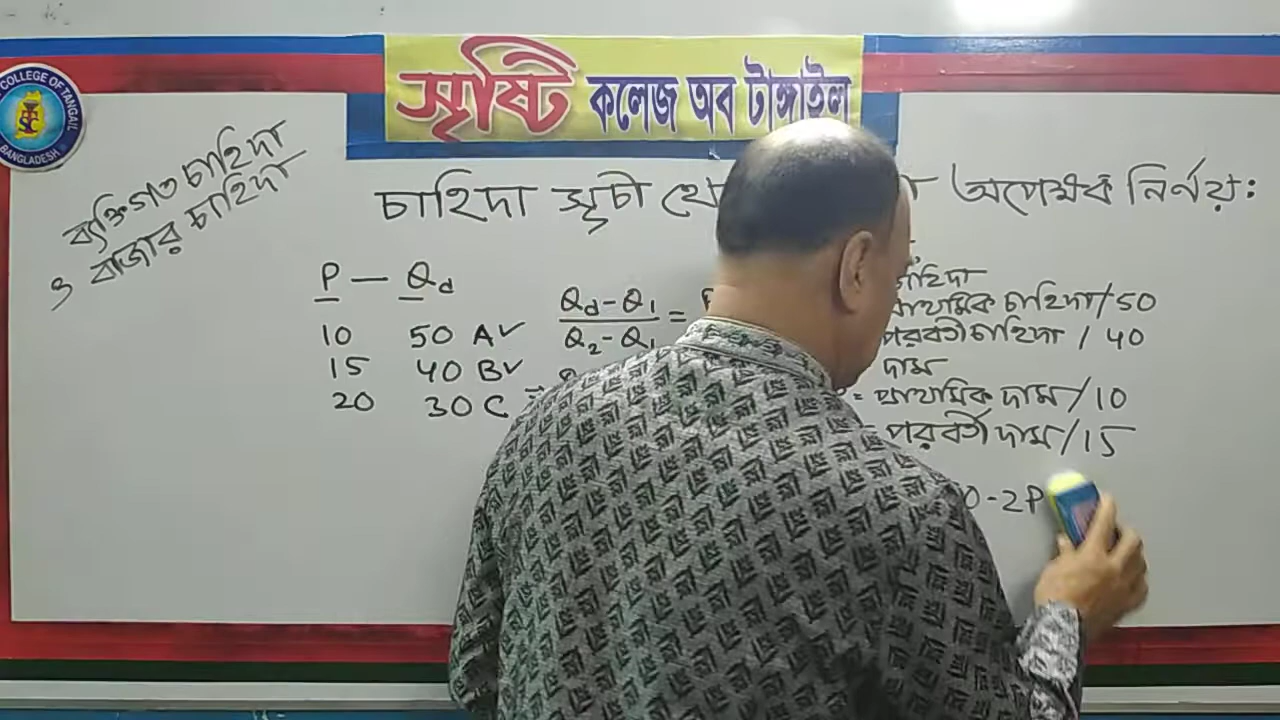 সৃষ্টি কলেজ অব টাঙ্গাইল
COLLEGE OF TANGAIL
BANGLADESH
ব্যক্তিগত চাহিদা
ও বাজার চাহিদা
চাহিদা সূচী থে অপেক্ষক নির্ণয়:
P — Qd
10 50 A✓
15 40 B✓
20 30 C
Qd-Q1
Q2-Q1
=
চাহিদা
প্রাথমিক চাহিদা/50
পরবর্তী চাহিদা / 40
দাম
= প্রাথমিক দাম/10
= পরবর্তী দাম/15
0-2P